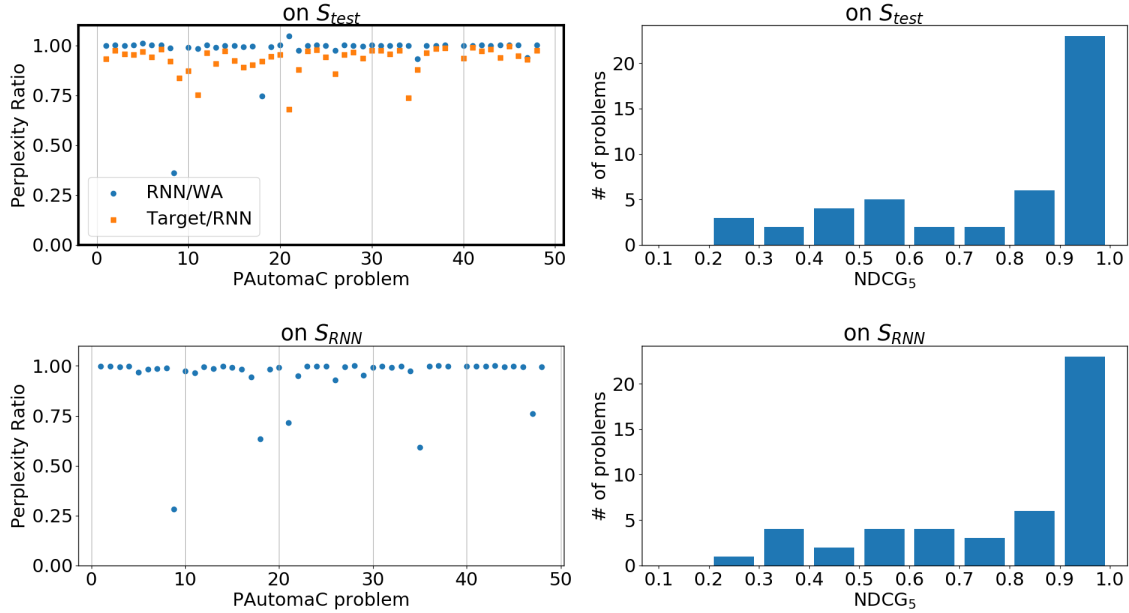 on S_test
1.00
0.75
0.50
0.25
0.00
Perplexity Ratio
RNN/WA
Target/RNN
0 10 20 30 40 50
PAutomaC problem
on S_test
20
15
10
5
0
# of problems
0.1 0.2 0.3 0.4 0.5 0.6 0.7 0.8 0.9 1.0
NDCG₅
on S_RNN
1.00
0.75
0.50
0.25
0.00
Perplexity Ratio
0 10 20 30 40 50
PAutomaC problem
on S_RNN
20
15
10
5
0
# of problems
0.1 0.2 0.3 0.4 0.5 0.6 0.7 0.8 0.9 1.0
NDCG₅